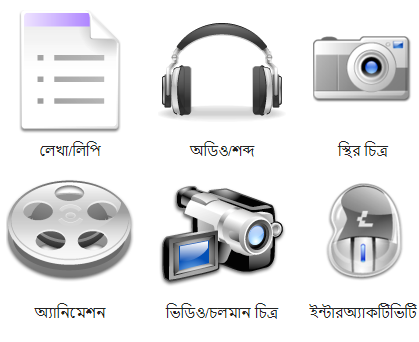 লেখা/লিপি
অডিও/শব্দ
স্থির চিত্র
অ্যানিমেশন
ভিডিও/চলমান চিত্র
ইন্টারঅ্যাকটিভিটি